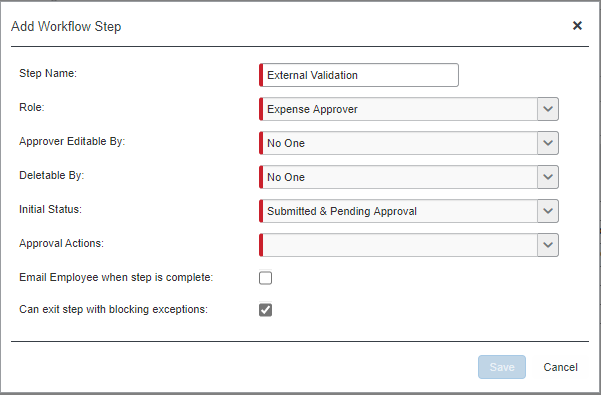 Add Workflow Step
Step Name: External Validation
Role: Expense Approver
Approver Editable By: No One
Deletable By: No One
Initial Status: Submitted & Pending Approval
Approval Actions:
Email Employee when step is complete:
Can exit step with blocking exceptions:
Save Cancel